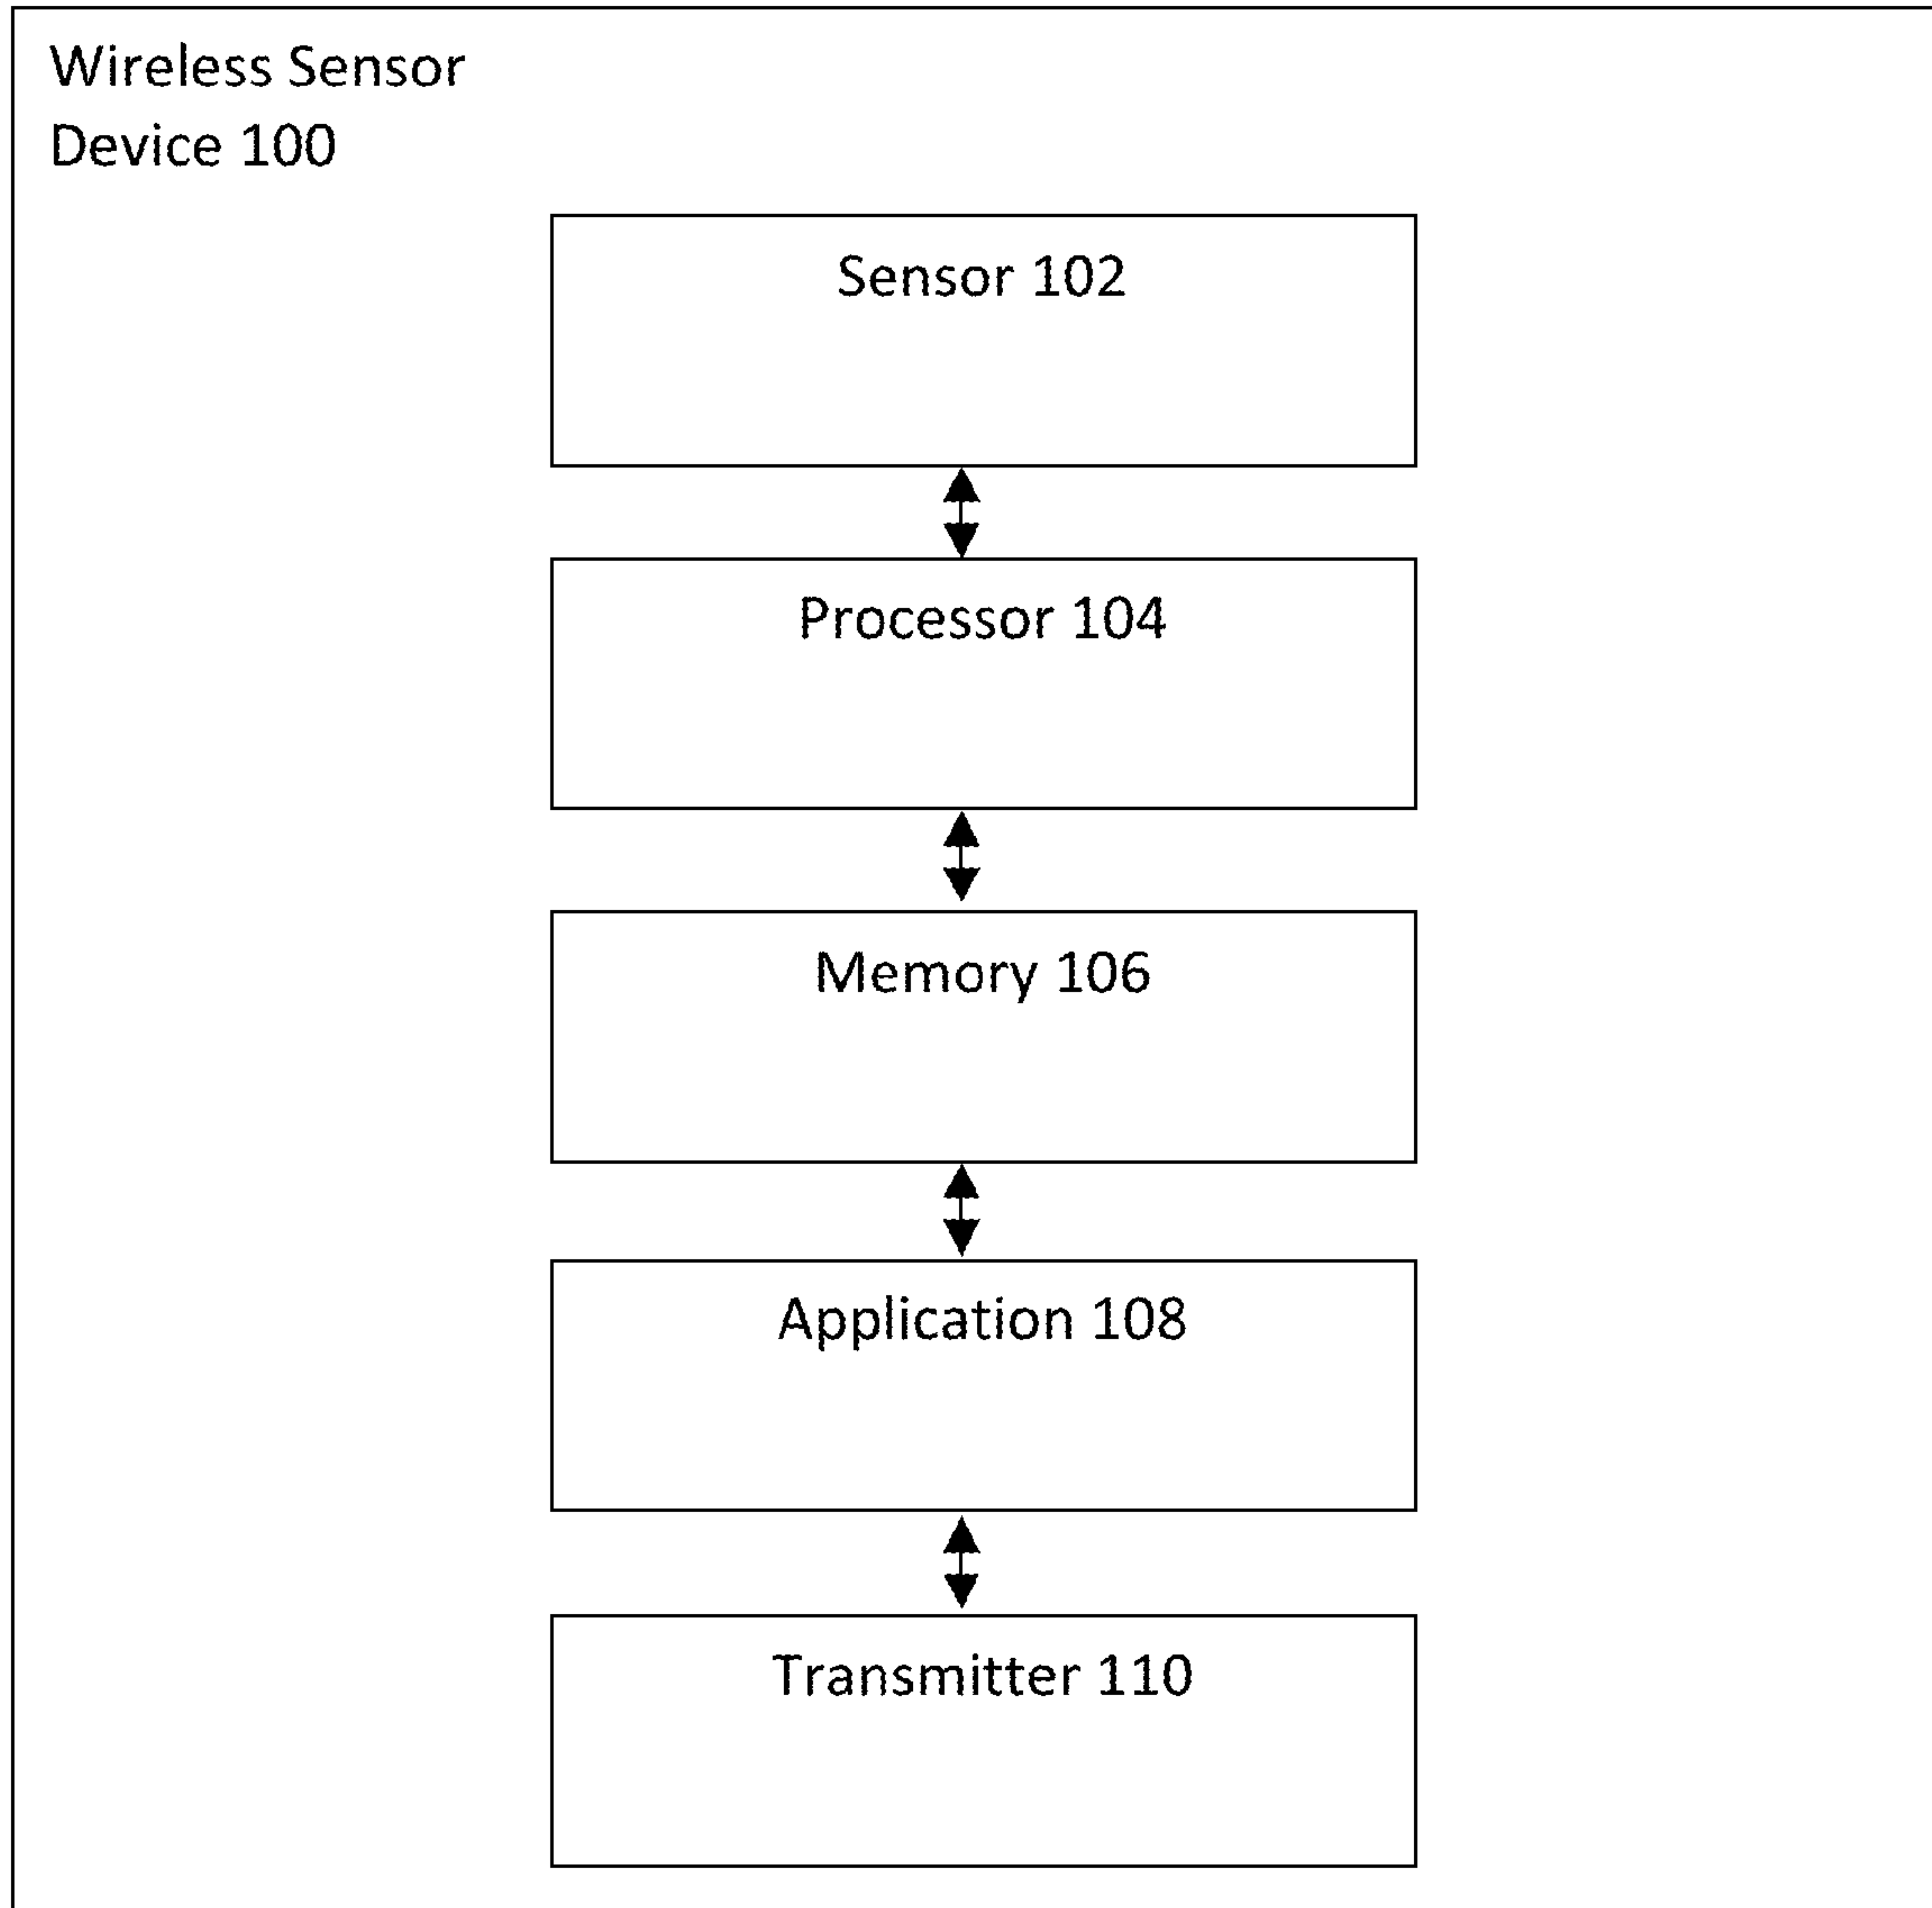 Wireless Sensor
Device 100
Sensor 102
Processor 104
Memory 106
Application 108
Transmitter 110